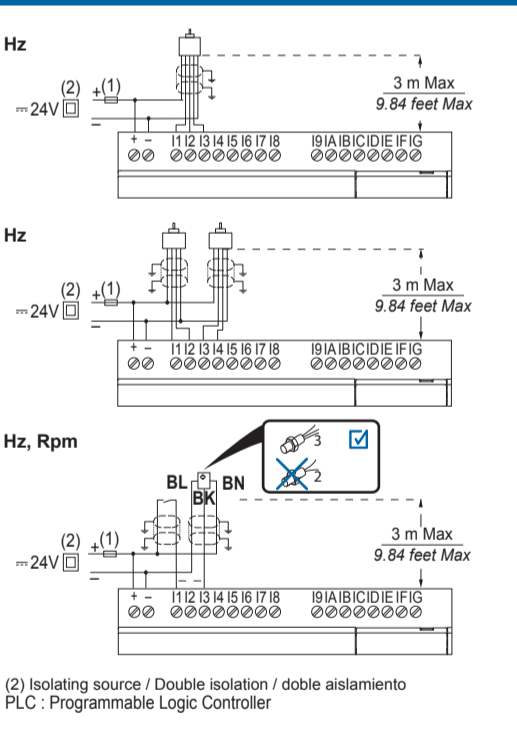 Hz
(2) +(1)
24V
–
3 m Max
9.84 feet Max
+ – I1 I2 I3 I4 I5 I6 I7 I8 I9 IA IB IC ID IE IF IG
Hz
(2) +(1)
24V
–
3 m Max
9.84 feet Max
+ – I1 I2 I3 I4 I5 I6 I7 I8 I9 IA IB IC ID IE IF IG
Hz, Rpm
3
2
BL BN
BK
(2) +(1)
24V
–
3 m Max
9.84 feet Max
+ – I1 I2 I3 I4 I5 I6 I7 I8 I9 IA IB IC ID IE IF IG
(2) Isolating source / Double isolation / doble aislamiento
PLC : Programmable Logic Controller